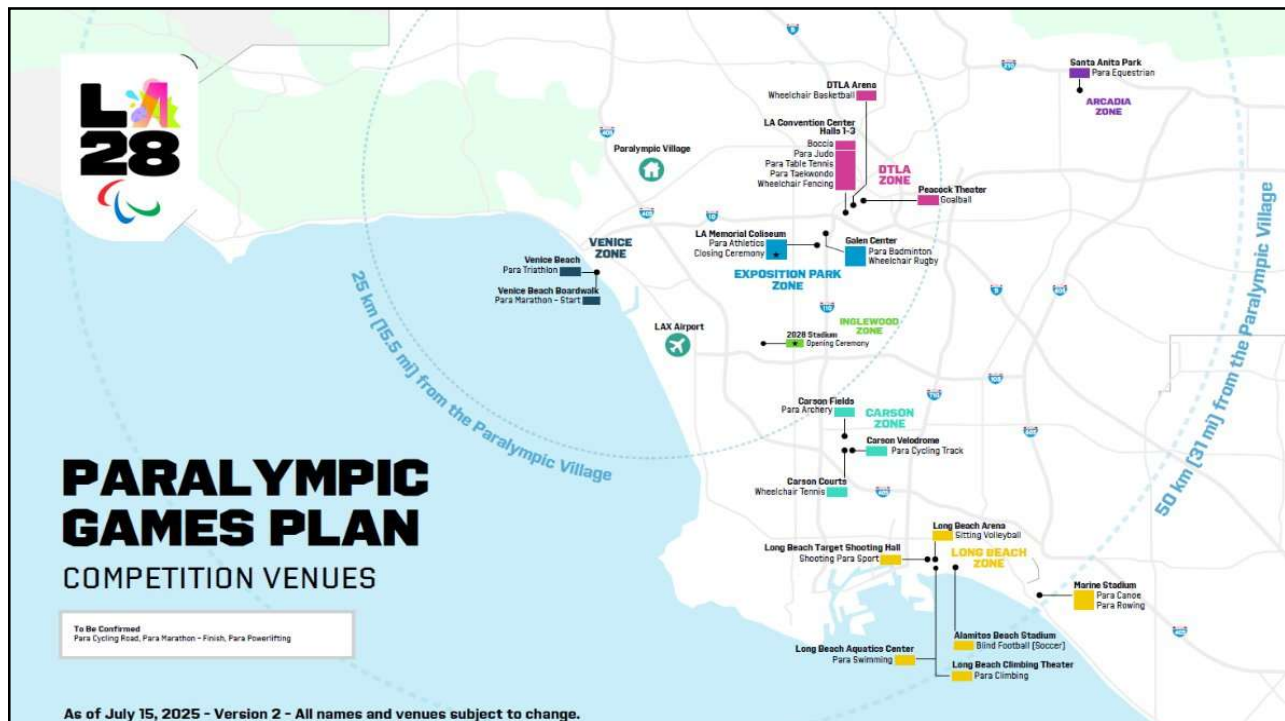 LA
28
PARALYMPIC
GAMES PLAN
COMPETITION VENUES
To Be Confirmed
Para Cycling Road, Para Marathon - Finish, Para Powerlifting
As of July 15, 2025 - Version 2 - All names and venues subject to change.
25 km (15.5 mi) from the Paralympic Village
50 km (31 mi) from the Paralympic Village
Paralympic Village
LAX Airport
VENICE
ZONE
Venice Beach
Para Triathlon
Venice Beach Boardwalk
Para Marathon - Start
DTLA Arena
Wheelchair Basketball
LA Convention Center
Halls 1-3
Boccia
Para Judo
Para Table Tennis
Para Taekwondo
Wheelchair Fencing
DTLA
ZONE
Peacock Theater
Goalball
Santa Anita Park
Para Equestrian
ARCADIA
ZONE
LA Memorial Coliseum
Para Athletics
Closing Ceremony
EXPOSITION PARK
ZONE
Galen Center
Para Badminton
Wheelchair Rugby
INGLEWOOD
ZONE
2028 Stadium
Opening Ceremony
Carson Fields
Para Archery
CARSON
ZONE
Carson Velodrome
Para Cycling Track
Carson Courts
Wheelchair Tennis
Long Beach Arena
Sitting Volleyball
Long Beach Target Shooting Hall
Shooting Para Sport
LONG BEACH
ZONE
Marine Stadium
Para Canoe
Para Rowing
Alamitos Beach Stadium
Blind Football (Soccer)
Long Beach Aquatics Center
Para Swimming
Long Beach Climbing Theater
Para Climbing
405
405
10
110
710
210
5